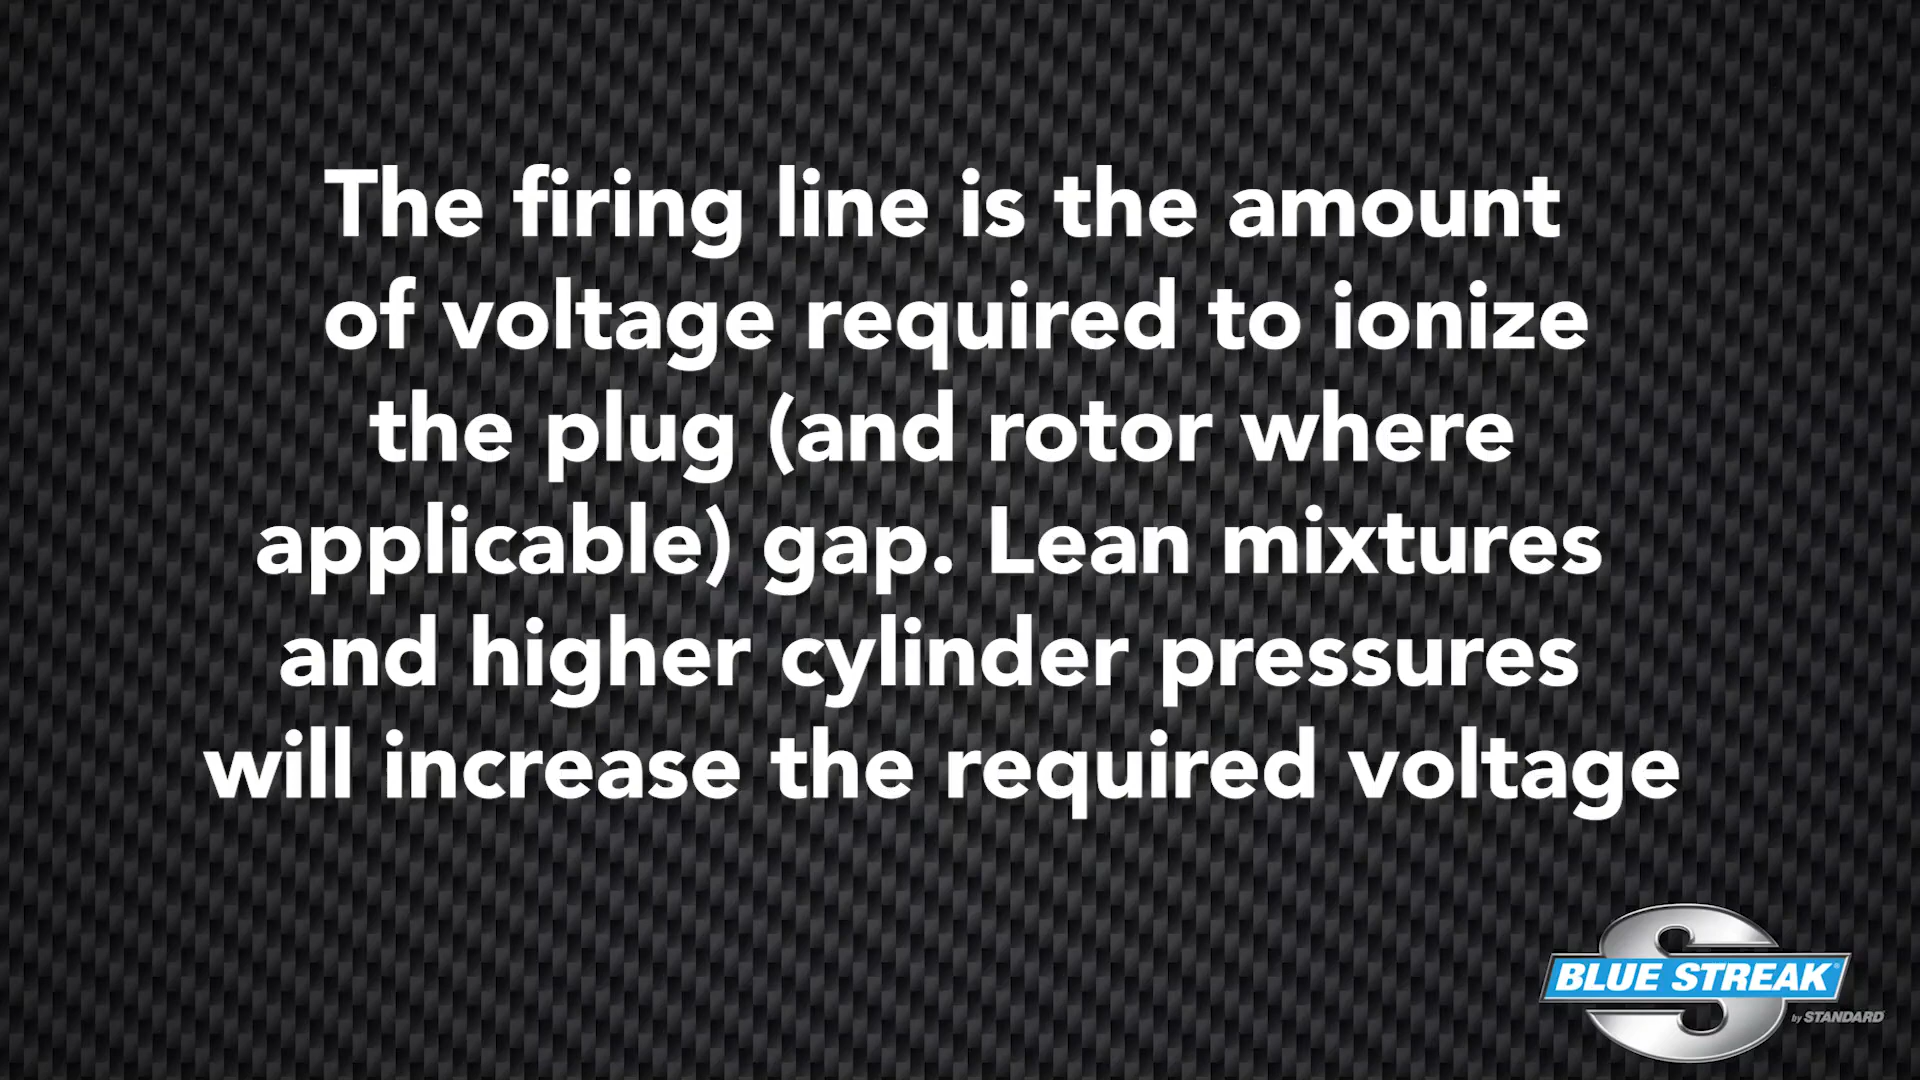 The firing line is the amount
of voltage required to ionize
the plug (and rotor where
applicable) gap. Lean mixtures
and higher cylinder pressures
will increase the required voltage
S
BLUE STREAK®
by STANDARD®